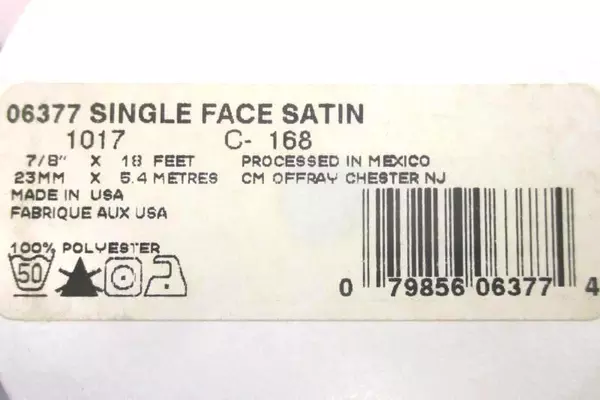 06377 SINGLE FACE SATIN
1017 C- 168
7/8" X 18 FEET PROCESSED IN MEXICO
23MM X 5.4 METRES CM OFFRAY CHESTER NJ
MADE IN USA
FABRIQUE AUX USA
100% POLYESTER
50
0 79856 06377 4